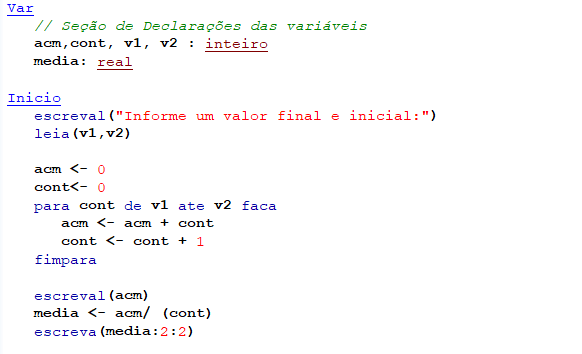 Var
// Seção de Declarações das variáveis
acm,cont, v1, v2 : inteiro
media: real
Inicio
escreval("Informe um valor final e inicial:")
leia(v1,v2)
acm <- 0
cont<- 0
para cont de v1 ate v2 faca
acm <- acm + cont
cont <- cont + 1
fimpara
escreval(acm)
media <- acm/ (cont)
escreva(media:2:2)